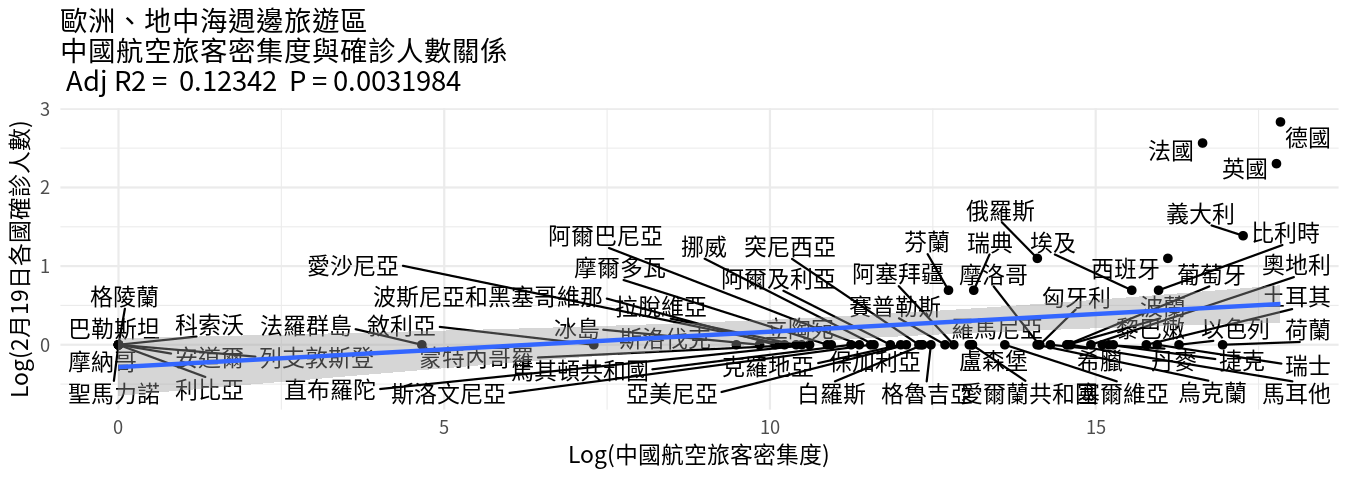 歐洲、地中海週邊旅遊區
中國航空旅客密集度與確診人數關係
Adj R2 = 0.12342 P = 0.0031984
Log(2月19日各國確診人數)
3
2
1
0
德國
法國
英國
義大利
比利時
俄羅斯
埃及
芬蘭
瑞典
西班牙
葡萄牙
奧地利
阿爾巴尼亞
挪威
突尼西亞
愛沙尼亞
摩爾多瓦
阿爾及利亞
阿塞拜疆
摩洛哥
格陵蘭
波斯尼亞和黑塞哥維那
拉脫維亞
賽普勒斯
匈牙利
波蘭
土耳其
巴勒斯坦
科索沃
法羅群島
敘利亞
冰島
斯洛伐克
立陶宛
羅馬尼亞
黎巴嫩
以色列
荷蘭
摩納哥
安道爾
列支敦斯登
蒙特內哥羅
馬其頓共和國
克羅地亞
保加利亞
盧森堡
希臘
丹麥
捷克
瑞士
聖馬力諾
利比亞
直布羅陀
斯洛文尼亞
亞美尼亞
白羅斯
格魯吉亞
愛爾蘭共和國
塞爾維亞
烏克蘭
馬耳他
0
5
10
15
Log(中國航空旅客密集度)